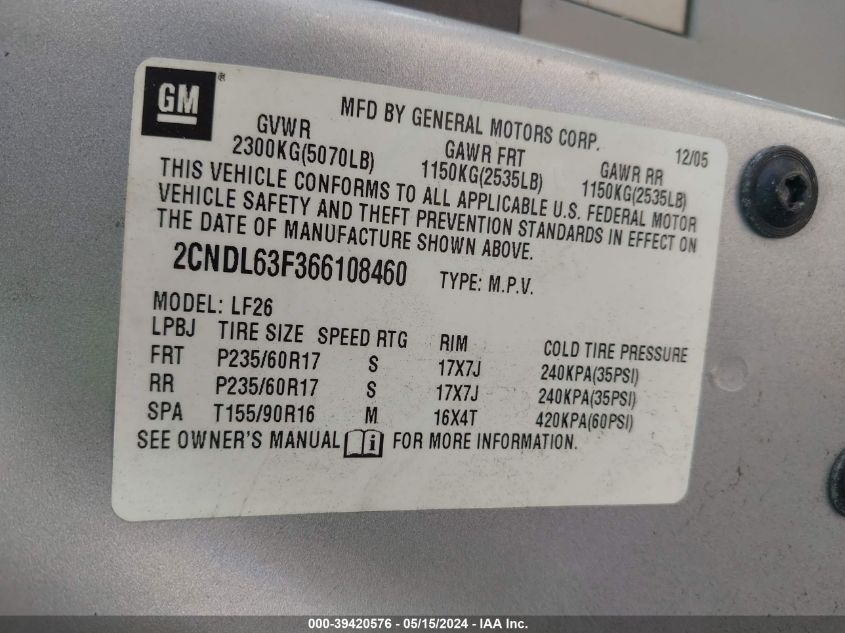 GM®
MFD BY GENERAL MOTORS CORP. 12/05
GVWR GAWR FRT GAWR RR
2300KG(5070LB) 1150KG(2535LB) 1150KG(2535LB)
THIS VEHICLE CONFORMS TO ALL APPLICABLE U.S. FEDERAL MOTOR
VEHICLE SAFETY AND THEFT PREVENTION STANDARDS IN EFFECT ON
THE DATE OF MANUFACTURE SHOWN ABOVE.
2CNDL63F366108460 TYPE: M.P.V.
MODEL: LF26
LPBJ TIRE SIZE SPEED RTG RIM COLD TIRE PRESSURE
FRT P235/60R17 S 17X7J 240KPA(35PSI)
RR P235/60R17 S 17X7J 240KPA(35PSI)
SPA T155/90R16 M 16X4T 420KPA(60PSI)
SEE OWNER'S MANUAL i FOR MORE INFORMATION.
000-39420576 - 05/15/2024 - IAA Inc.